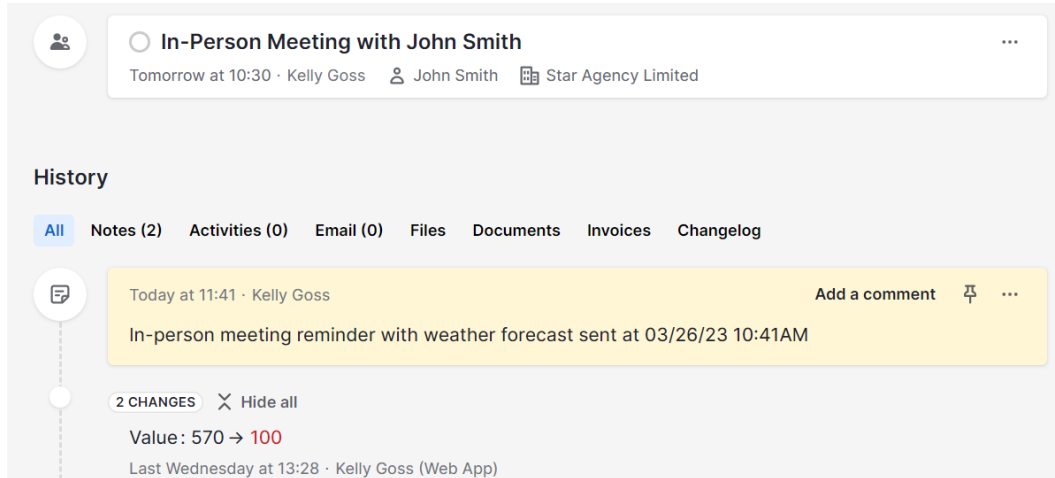 In-Person Meeting with John Smith
Tomorrow at 10:30 · Kelly Goss John Smith Star Agency Limited
History
All Notes (2) Activities (0) Email (0) Files Documents Invoices Changelog
Today at 11:41 · Kelly Goss Add a comment
In-person meeting reminder with weather forecast sent at 03/26/23 10:41AM
2 CHANGES Hide all
Value: 570 → 100
Last Wednesday at 13:28 · Kelly Goss (Web App)